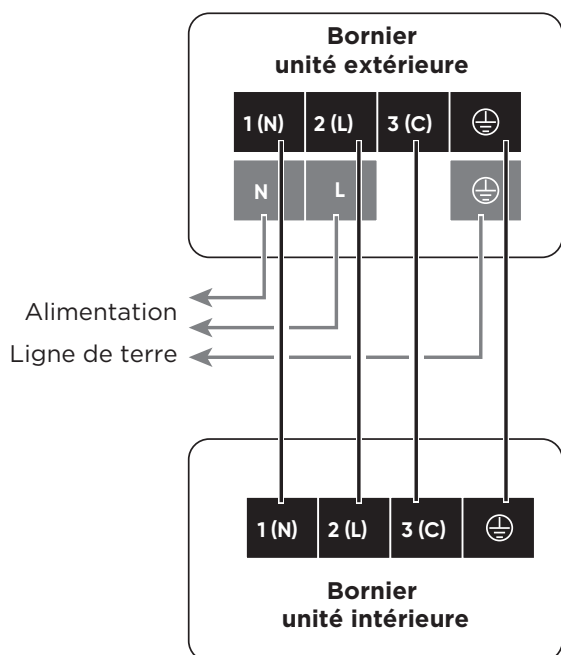 Bornier
unité extérieure
1 (N) 2 (L) 3 (C)
N L
Alimentation
Ligne de terre
1 (N) 2 (L) 3 (C)
Bornier
unité intérieure